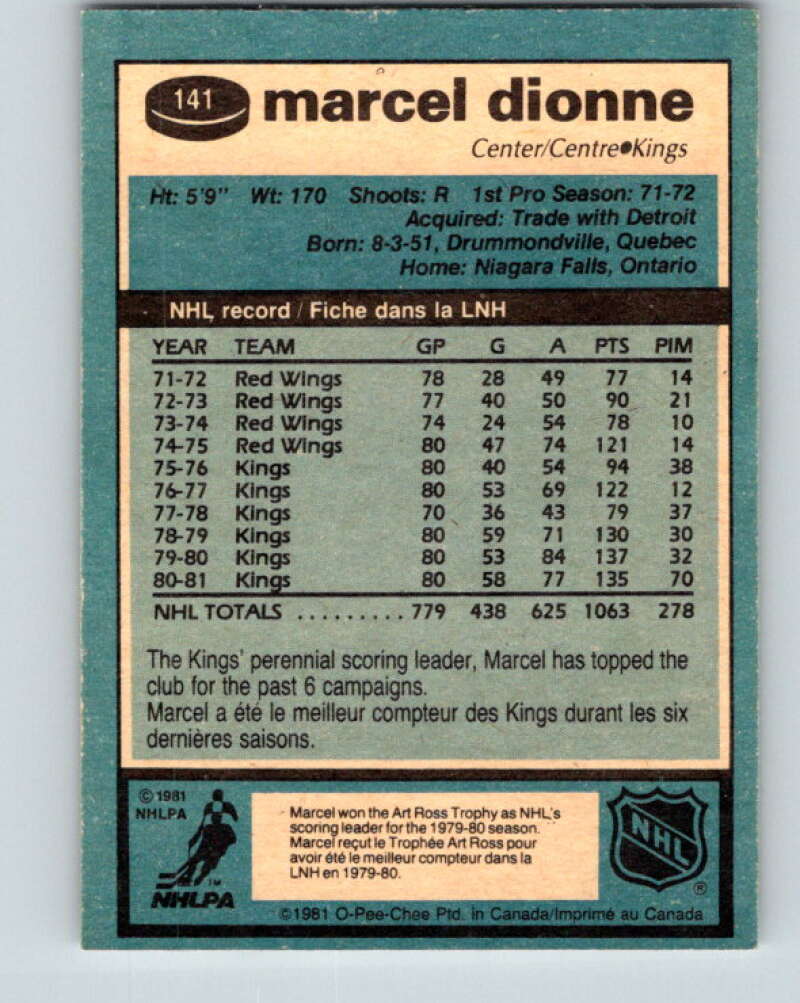 141 marcel dionne
Center/Centre●Kings
Ht: 5'9" Wt: 170 Shoots: R 1st Pro Season: 71-72
Acquired: Trade with Detroit
Born: 8-3-51, Drummondville, Quebec
Home: Niagara Falls, Ontario
NHL record / Fiche dans la LNH
YEAR TEAM GP G A PTS PIM
71-72 Red Wings 78 28 49 77 14
72-73 Red Wings 77 40 50 90 21
73-74 Red Wings 74 24 54 78 10
74-75 Red Wings 80 47 74 121 14
75-76 Kings 80 40 54 94 38
76-77 Kings 80 53 69 122 12
77-78 Kings 70 36 43 79 37
78-79 Kings 80 59 71 130 30
79-80 Kings 80 53 84 137 32
80-81 Kings 80 58 77 135 70
NHL TOTALS ......... 779 438 625 1063 278
The Kings' perennial scoring leader, Marcel has topped the
club for the past 6 campaigns.
Marcel a été le meilleur compteur des Kings durant les six
dernières saisons.
© 1981
NHLPA
TM
NHLPA
Marcel won the Art Ross Trophy as NHL's
scoring leader for the 1979-80 season.
Marcel reçut le Trophée Art Ross pour
avoir été le meilleur compteur dans la
LNH en 1979-80.
NHL
®
©1981 O-Pee-Chee Ptd. in Canada/Imprimé au Canada